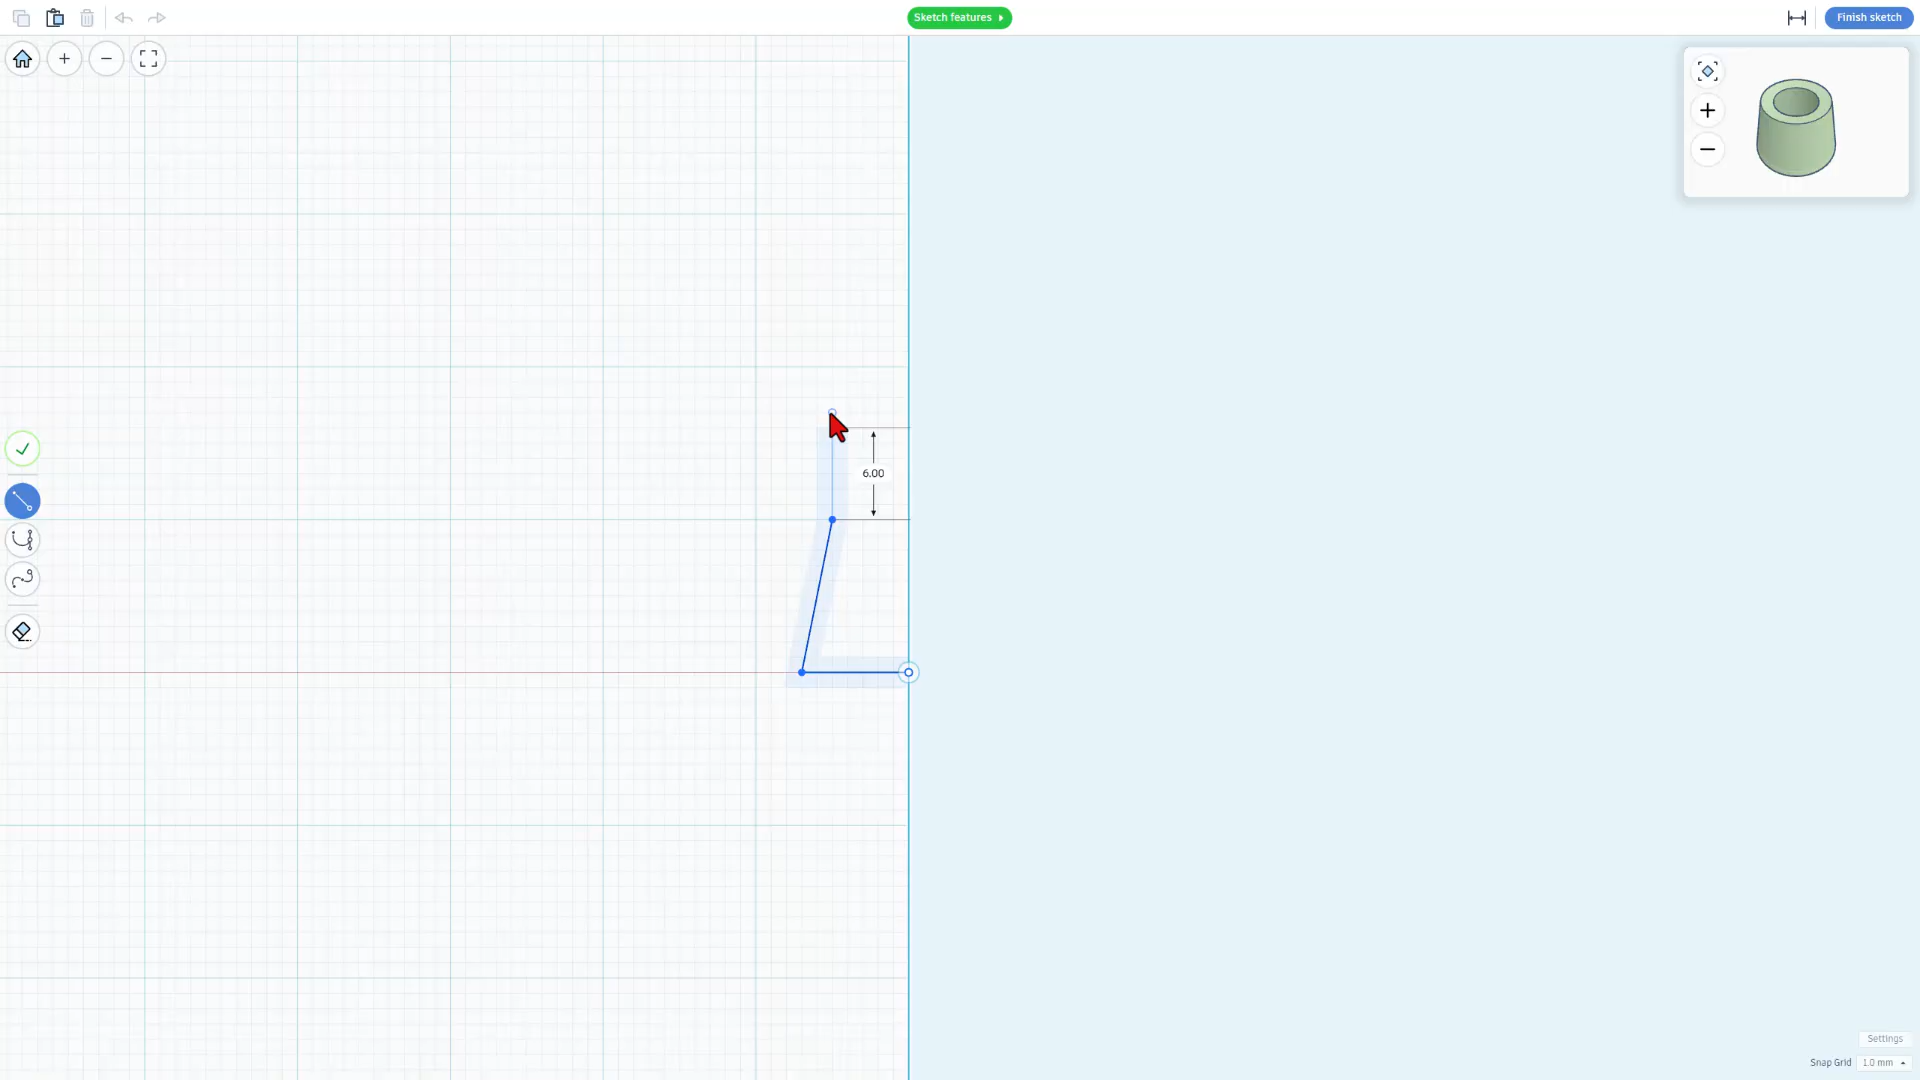 Sketch features
Finish sketch
6.00
Settings
Snap Grid 1.0 mm